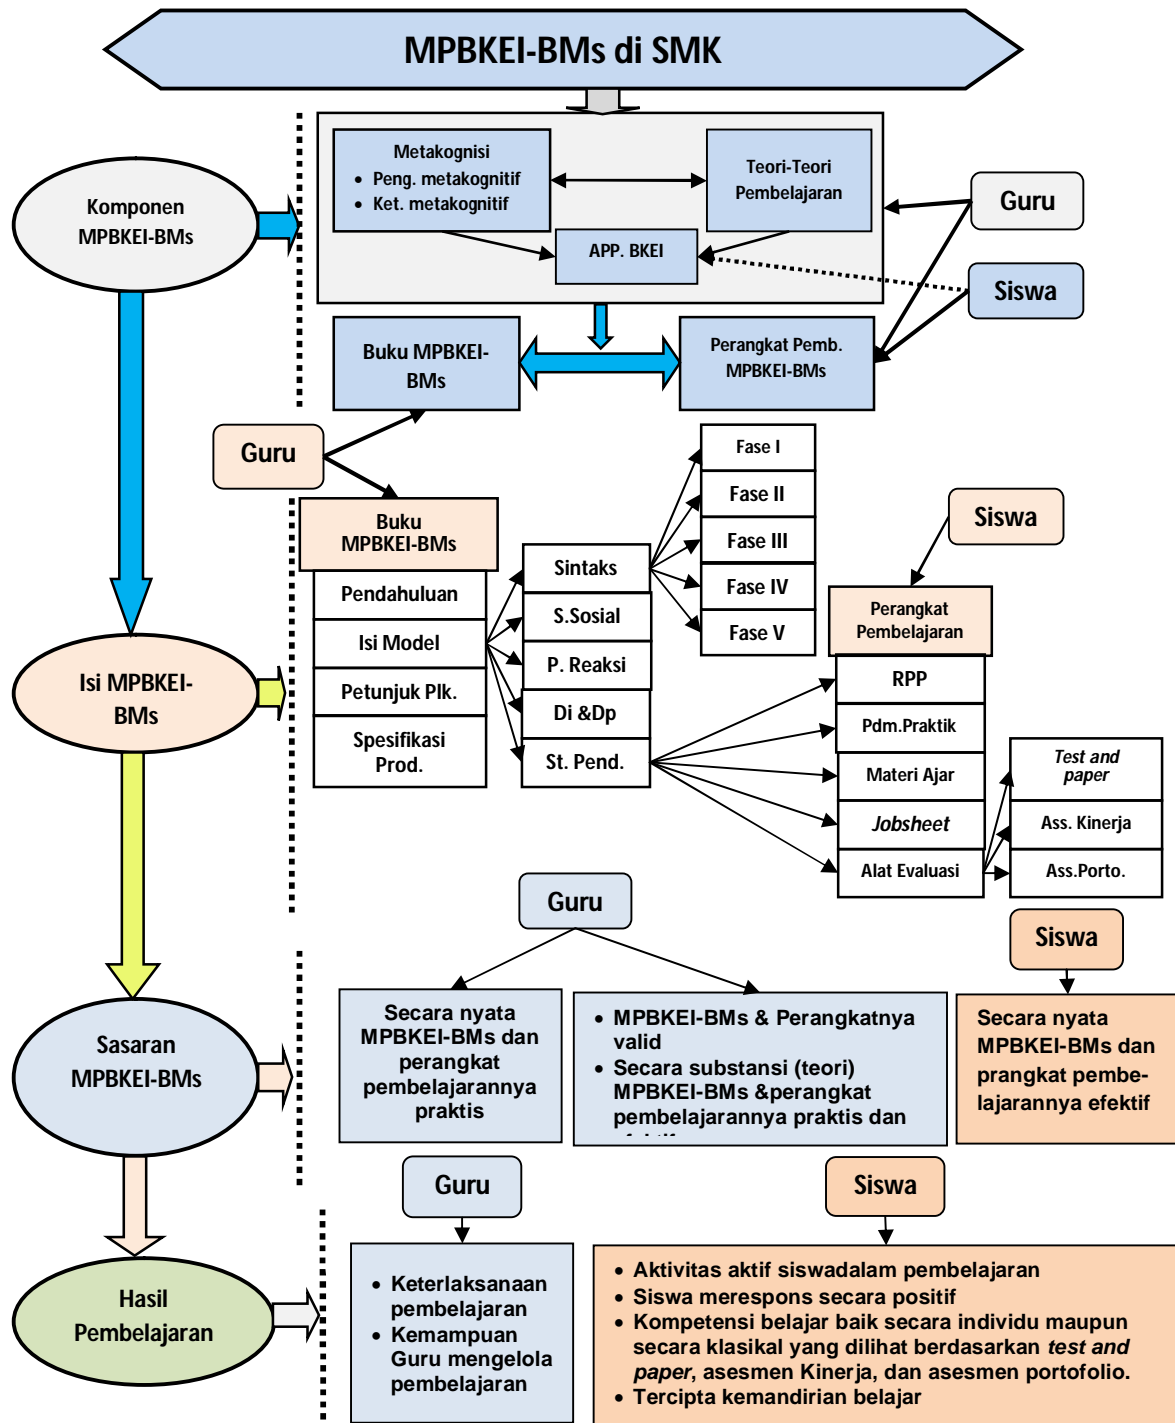 MPBKEI-BMs di SMK
Metakognisi
• Peng. metakognitif
• Ket. metakognitif
Teori-Teori
Pembelajaran
APP. BKEI
Komponen
MPBKEI-BMs
Guru
Siswa
Buku MPBKEI-
BMs
Perangkat Pemb.
MPBKEI-BMs
Guru
Buku
MPBKEI-BMs
Pendahuluan
Isi Model
Petunjuk Plk.
Spesifikasi
Prod.
Sintaks
S.Sosial
P. Reaksi
Di &Dp
St. Pend.
Fase I
Fase II
Fase III
Fase IV
Fase V
Siswa
Perangkat
Pembelajaran
RPP
Pdm.Praktik
Materi Ajar
Jobsheet
Alat Evaluasi
Test and
paper
Ass. Kinerja
Ass.Porto.
Isi MPBKEI-
BMs
Guru
Siswa
Secara nyata
MPBKEI-BMs dan
perangkat
pembelajarannya
praktis
• MPBKEI-BMs & Perangkatnya
valid
• Secara substansi (teori)
MPBKEI-BMs &perangkat
pembelajarannya praktis dan
Secara nyata
MPBKEI-BMs dan
prangkat pembe-
lajarannya efektif
Sasaran
MPBKEI-BMs
Guru
Siswa
• Keterlaksanaan
pembelajaran
• Kemampuan
Guru mengelola
pembelajaran
• Aktivitas aktif siswadalam pembelajaran
• Siswa merespons secara positif
• Kompetensi belajar baik secara individu maupun
secara klasikal yang dilihat berdasarkan test and
paper, asesmen Kinerja, dan asesmen portofolio.
• Tercipta kemandirian belajar
Hasil
Pembelajaran